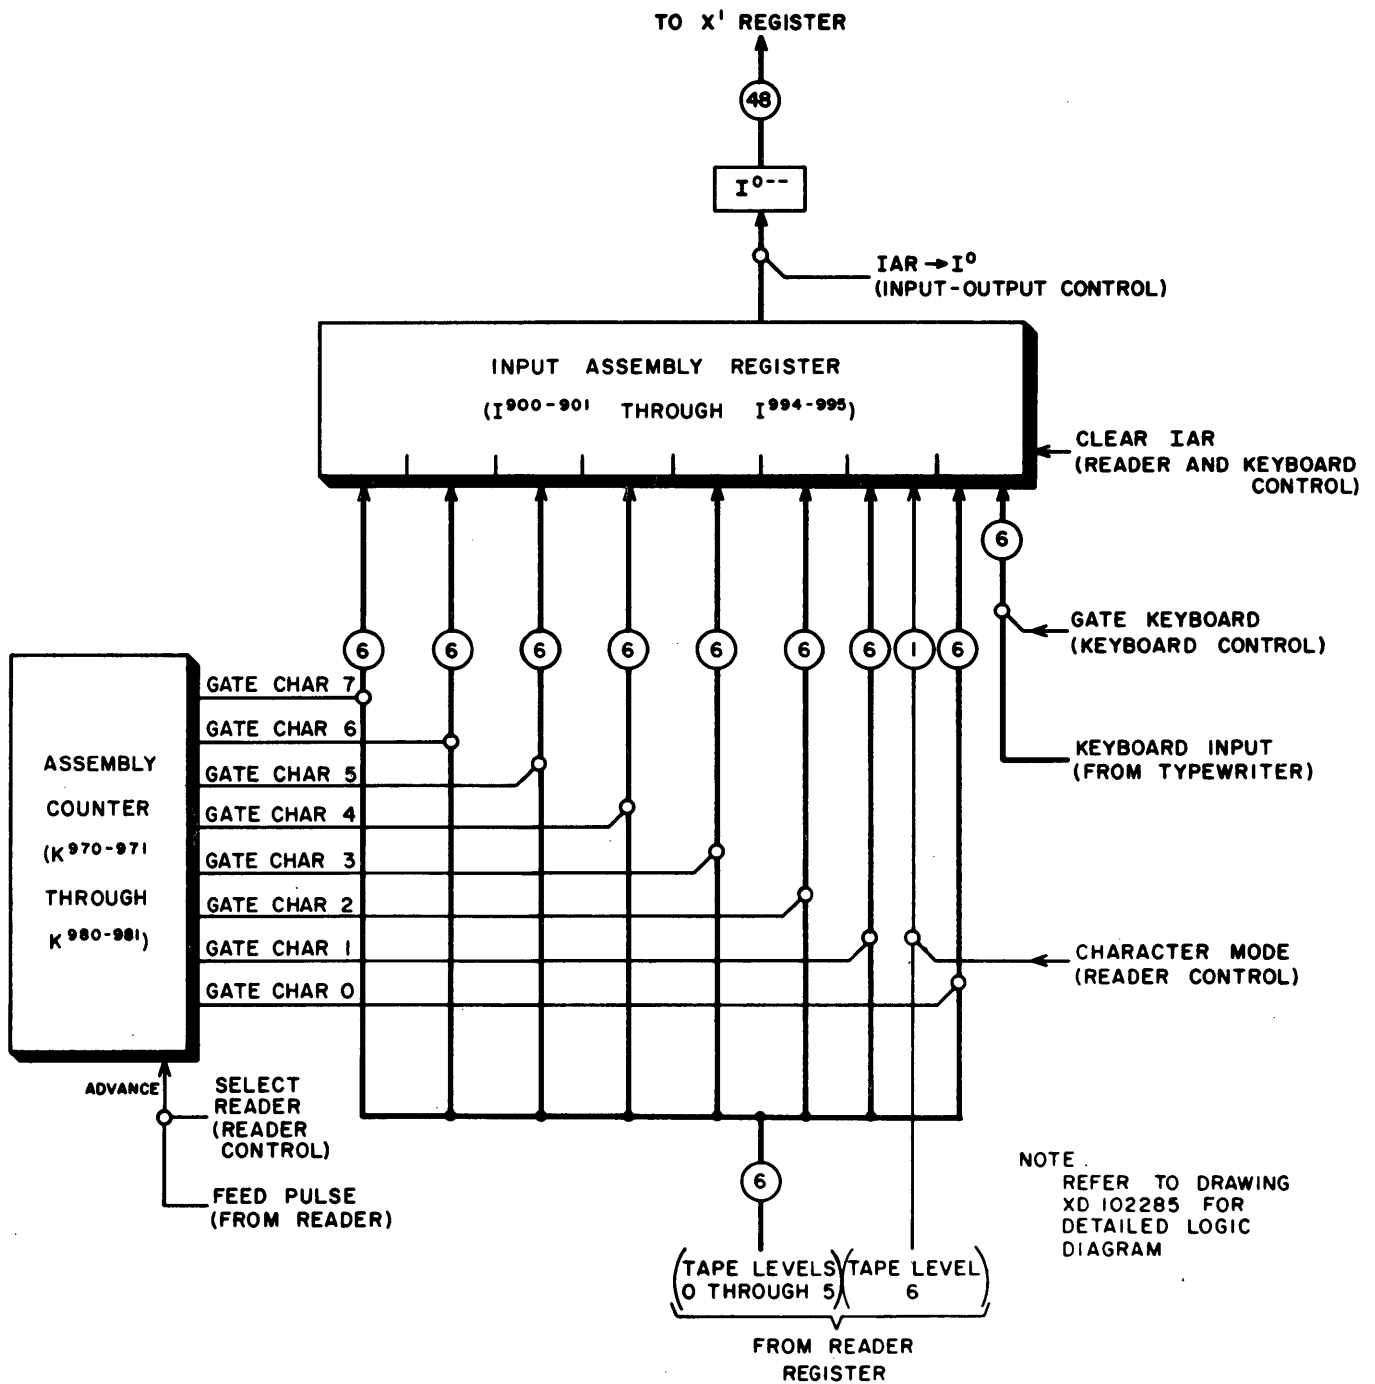 TO X¹ REGISTER
48
I⁰⁻⁻
IAR → I⁰
(INPUT-OUTPUT CONTROL)
INPUT ASSEMBLY REGISTER
(I⁹⁰⁰⁻⁹⁰¹ THROUGH I⁹⁹⁴⁻⁹⁹⁵)
CLEAR IAR
(READER AND KEYBOARD
CONTROL)
6
GATE KEYBOARD
(KEYBOARD CONTROL)
6 6 6 6 6 6 6 1 6
KEYBOARD INPUT
(FROM TYPEWRITER)
ASSEMBLY
COUNTER
(K⁹⁷⁰⁻⁹⁷¹
THROUGH
K⁹⁸⁰⁻⁹⁸¹)
GATE CHAR 7
GATE CHAR 6
GATE CHAR 5
GATE CHAR 4
GATE CHAR 3
GATE CHAR 2
GATE CHAR 1
GATE CHAR 0
CHARACTER MODE
(READER CONTROL)
ADVANCE
SELECT
READER
(READER
CONTROL)
FEED PULSE
(FROM READER)
6
(TAPE LEVELS
0 THROUGH 5)
(TAPE LEVEL
6)
FROM READER
REGISTER
NOTE.
REFER TO DRAWING
XD 102285 FOR
DETAILED LOGIC
DIAGRAM